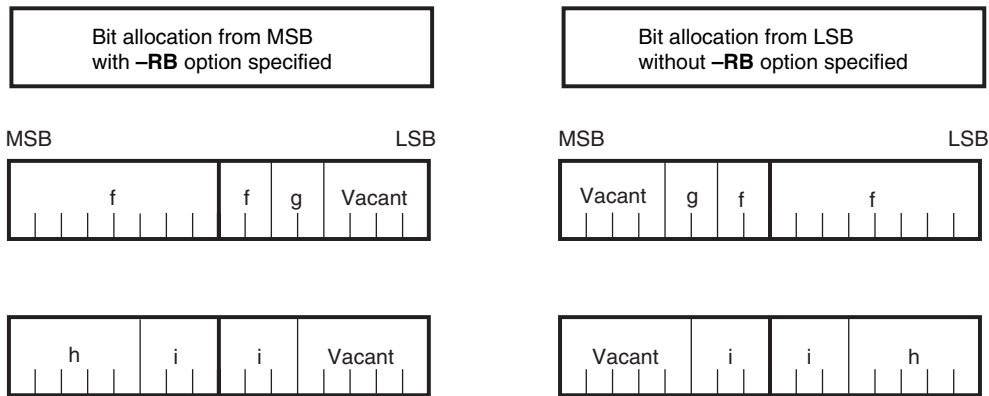 Bit allocation from MSB
with –RB option specified
Bit allocation from LSB
without –RB option specified
MSB LSB
MSB LSB
f f g Vacant
Vacant g f f
h i i Vacant
Vacant i i h